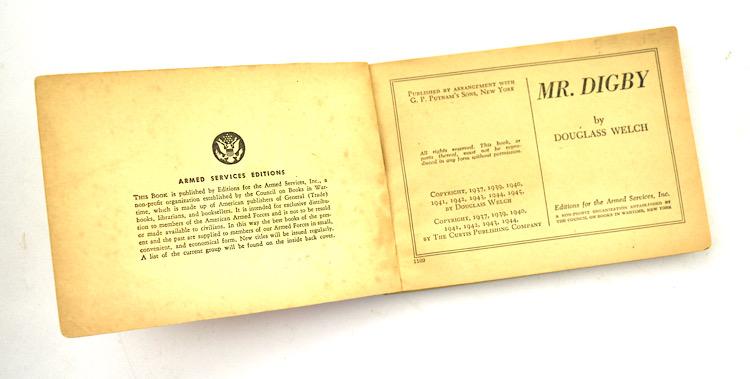 ARMED SERVICES EDITIONS
THIS BOOK is published by Editions for the Armed Services, Inc., a
non-profit organization established by the Council on Books in War-
time, which is made up of American publishers of General (Trade)
books, librarians, and booksellers. It is intended for exclusive distribu-
tion to members of the American Armed Forces and is not to be resold
or made available to civilians. In this way the best books of the pres-
ent and the past are supplied to members of our Armed Forces in small,
convenient, and economical form. New titles will be issued regularly.
A list of the current group will be found on the inside back cover.
PUBLISHED BY ARRANGEMENT WITH
G. P. PUTNAM'S SONS, NEW YORK
All rights reserved. This book, or
parts thereof, must not be repro-
duced in any form without permission.
COPYRIGHT, 1937, 1939, 1940,
1941, 1942, 1943, 1944, 1945,
BY DOUGLASS WELCH
COPYRIGHT, 1937, 1939, 1940,
1941, 1942, 1943, 1944,
BY THE CURTIS PUBLISHING COMPANY
1109
MR. DIGBY
by
DOUGLASS WELCH
Editions for the Armed Services, Inc.
A NON-PROFIT ORGANIZATION ESTABLISHED BY
THE COUNCIL ON BOOKS IN WARTIME, NEW YORK